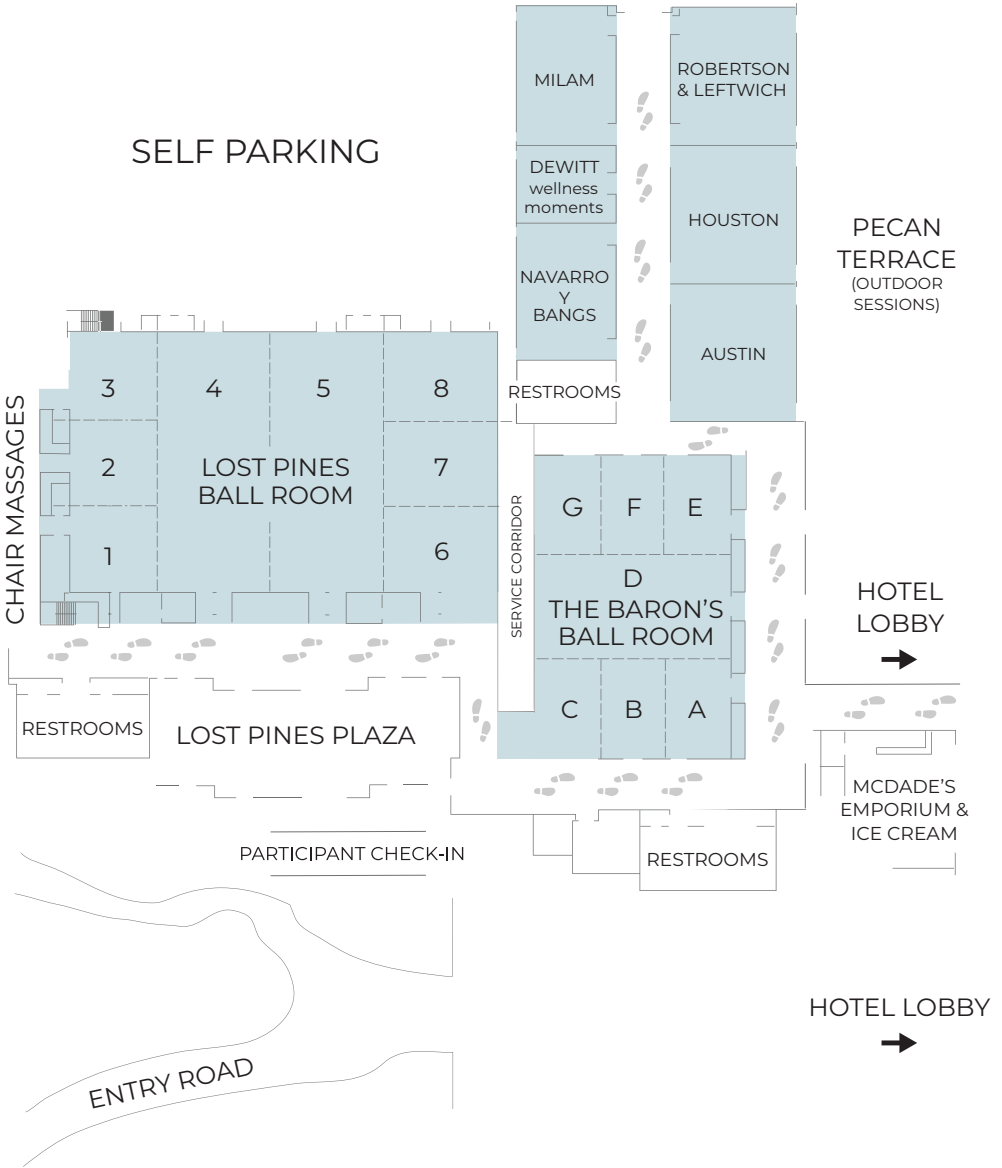 MILAM
ROBERTSON
& LEFTWICH
SELF PARKING
DEWITT
wellness
moments
HOUSTON
PECAN
TERRACE
(OUTDOOR
SESSIONS)
NAVARRO
Y
BANGS
AUSTIN
RESTROOMS
3
4
5
8
2
LOST PINES
BALL ROOM
7
1
6
CHAIR MASSAGES
SERVICE CORRIDOR
G
F
E
D
THE BARON'S
BALL ROOM
C
B
A
HOTEL
LOBBY
RESTROOMS
LOST PINES PLAZA
MCDADE'S
EMPORIUM &
ICE CREAM
PARTICIPANT CHECK-IN
RESTROOMS
HOTEL LOBBY
ENTRY ROAD